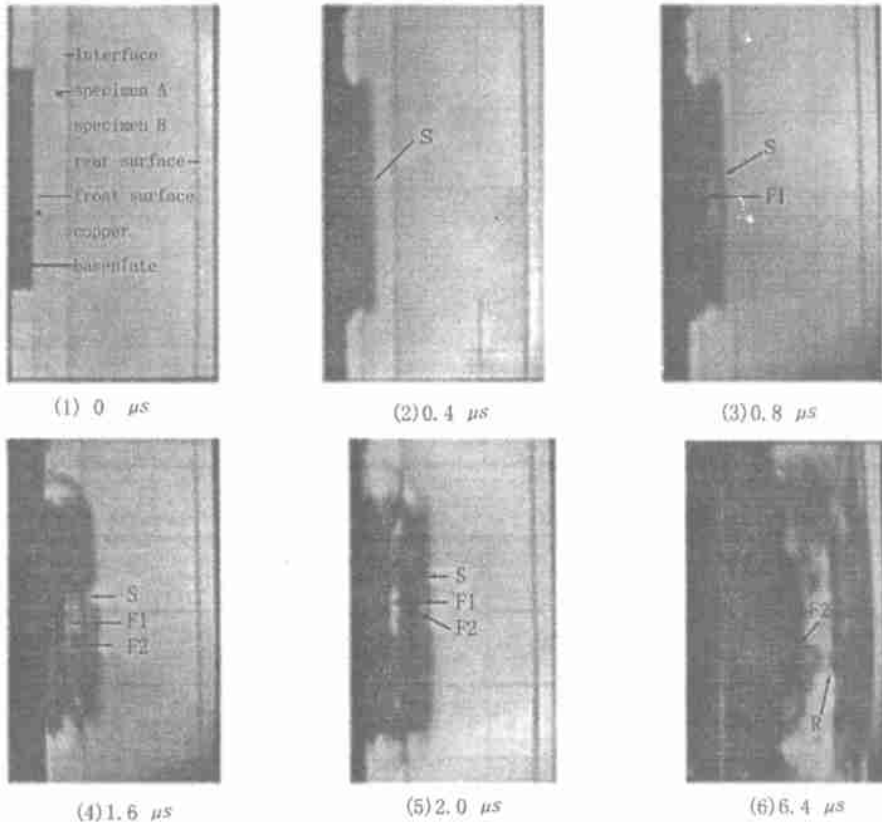 Interface
specimen A
specimen B
rear surface
front surface
copper
baseplate
S
S
F1
(1) 0 μs
(2)0.4 μs
(3)0.8 μs
S
F1
F2
S
F1
F2
F2
R
(4)1.6 μs
(5)2.0 μs
(6)6.4 μs